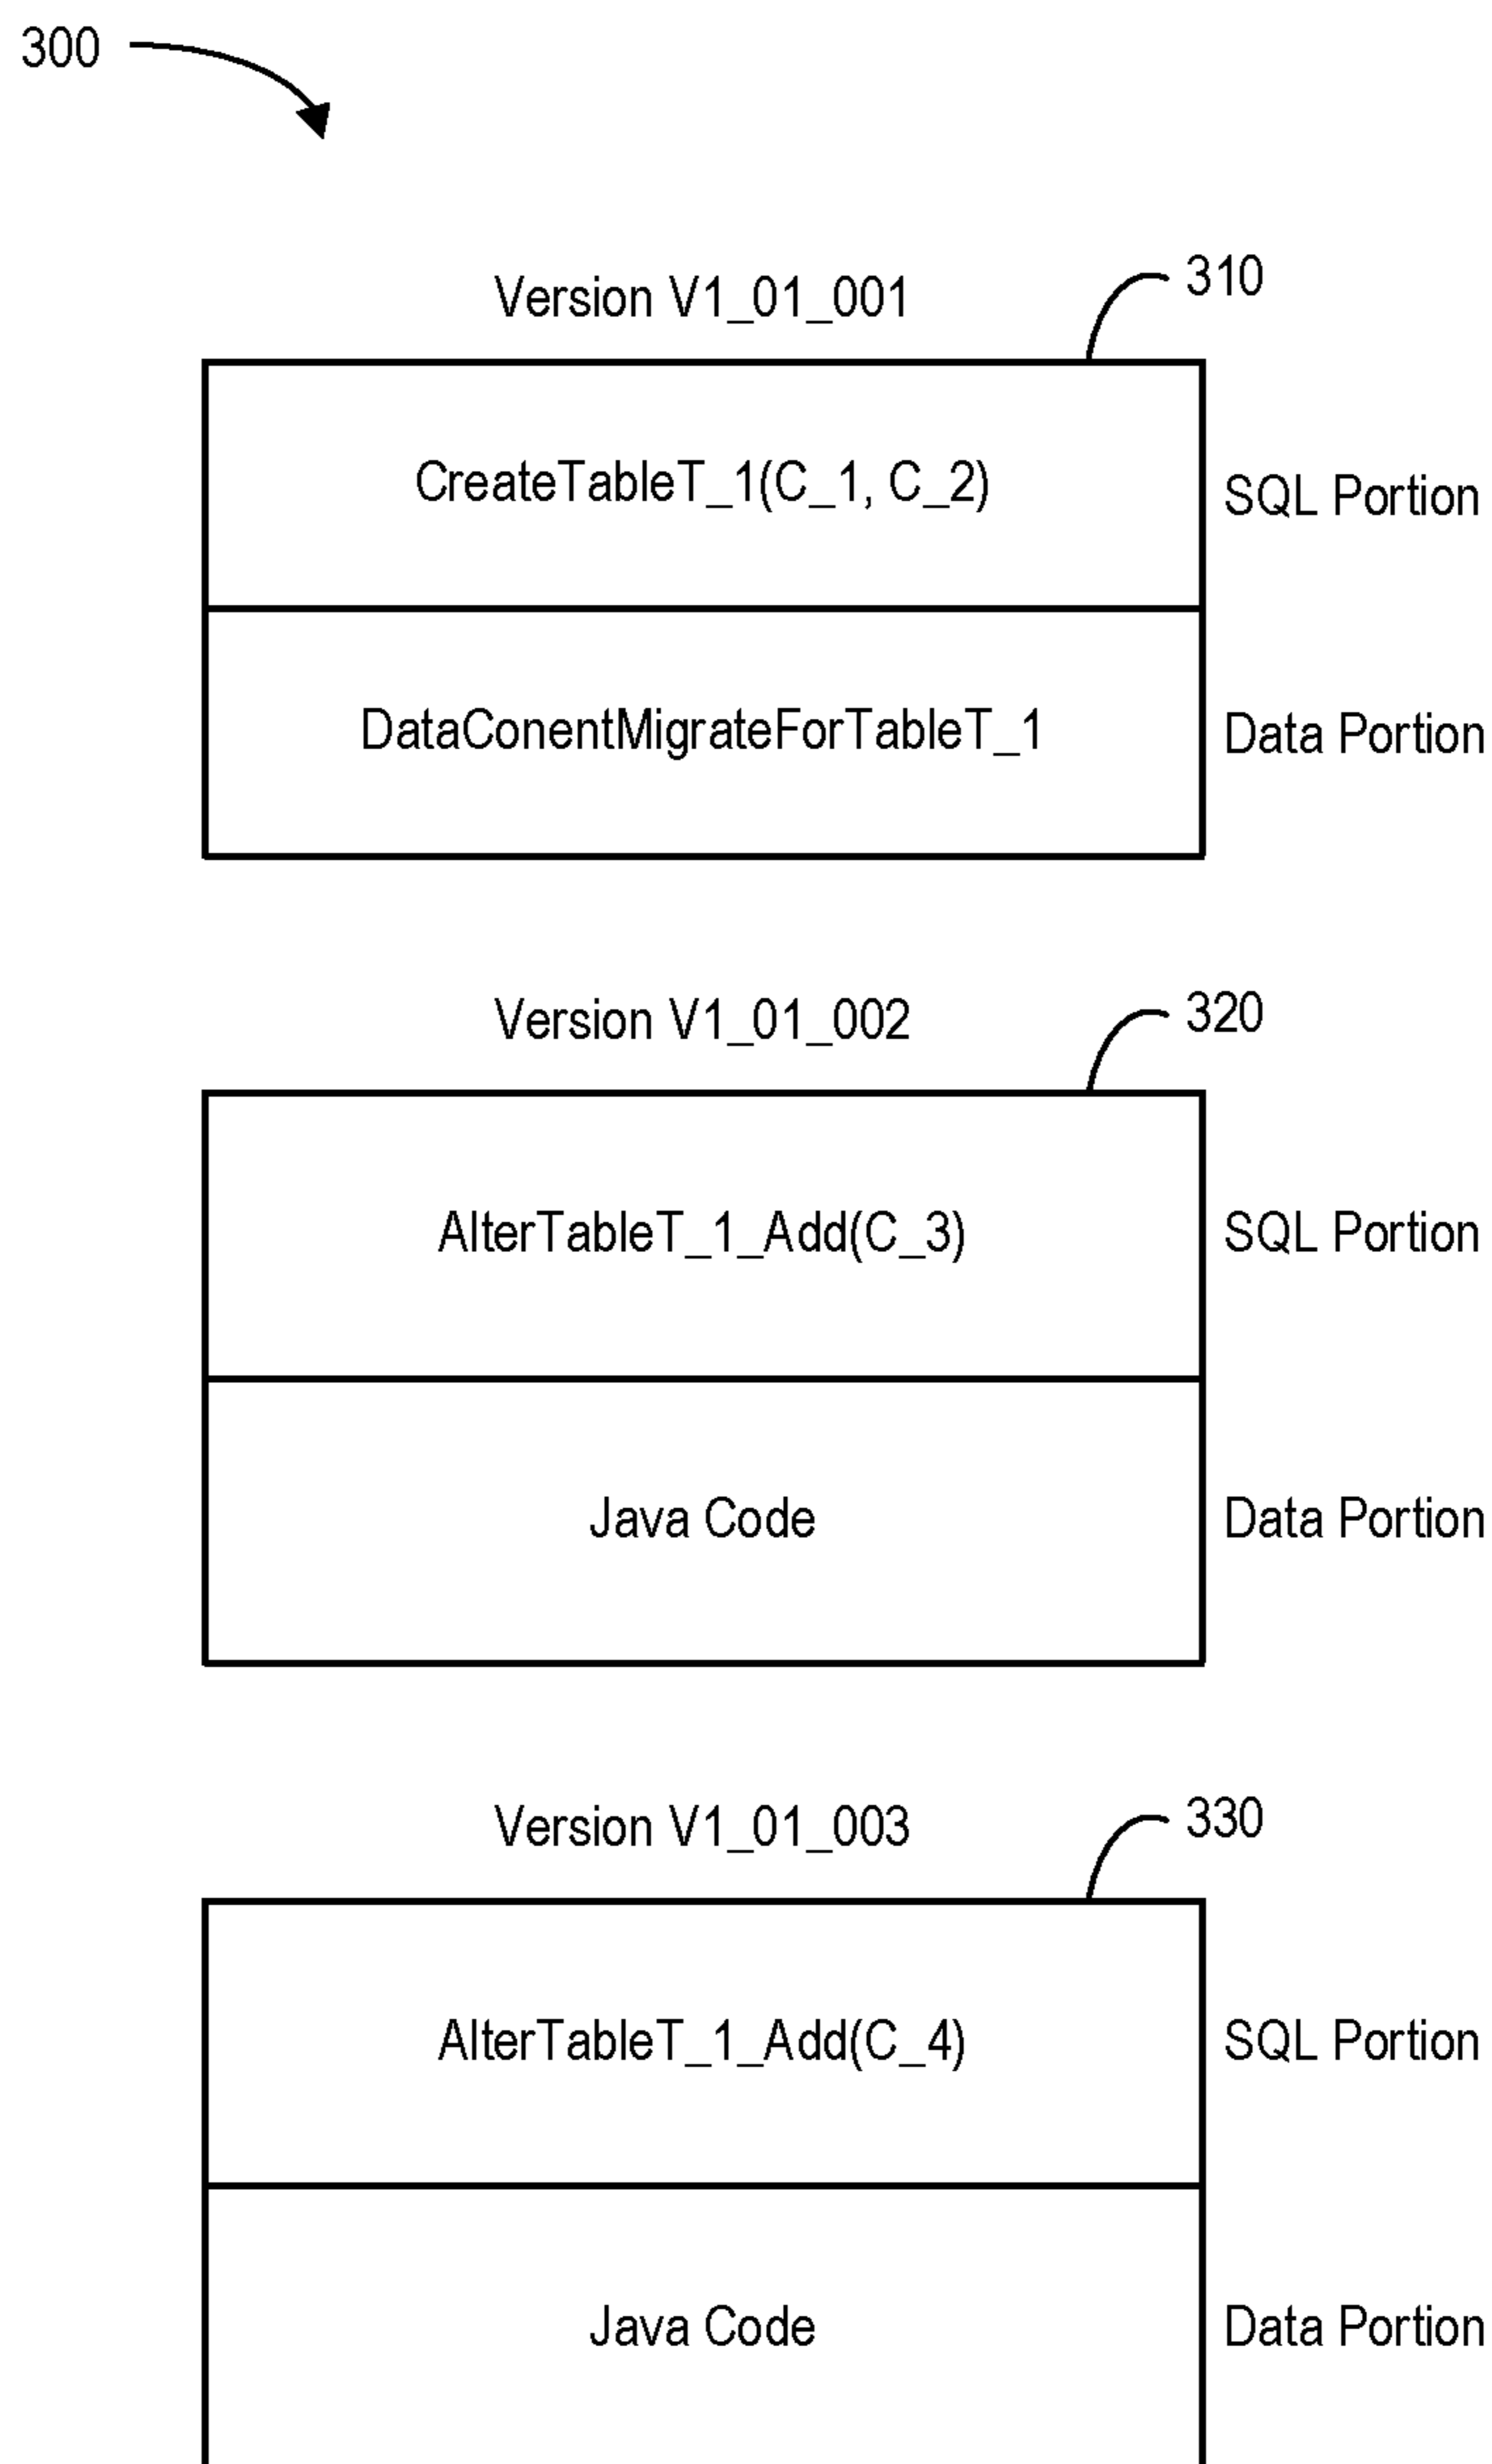 300
Version V1_01_001
310
CreateTableT_1(C_1, C_2)
SQL Portion
DataConentMigrateForTableT_1
Data Portion
Version V1_01_002
320
AlterTableT_1_Add(C_3)
SQL Portion
Java Code
Data Portion
Version V1_01_003
330
AlterTableT_1_Add(C_4)
SQL Portion
Java Code
Data Portion